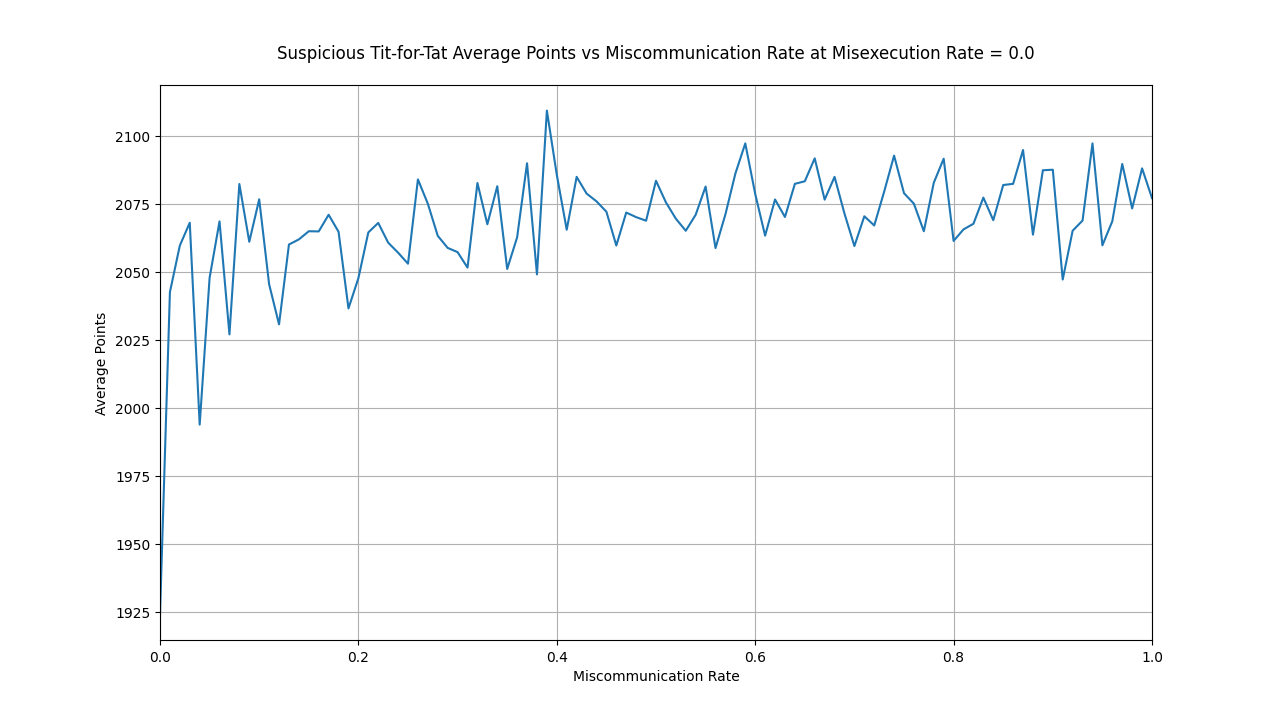 Suspicious Tit-for-Tat Average Points vs Miscommunication Rate at Misexecution Rate = 0.0
2100
2075
2050
2025
2000
1975
1950
1925
Average Points
0.0 0.2 0.4 0.6 0.8 1.0
Miscommunication Rate